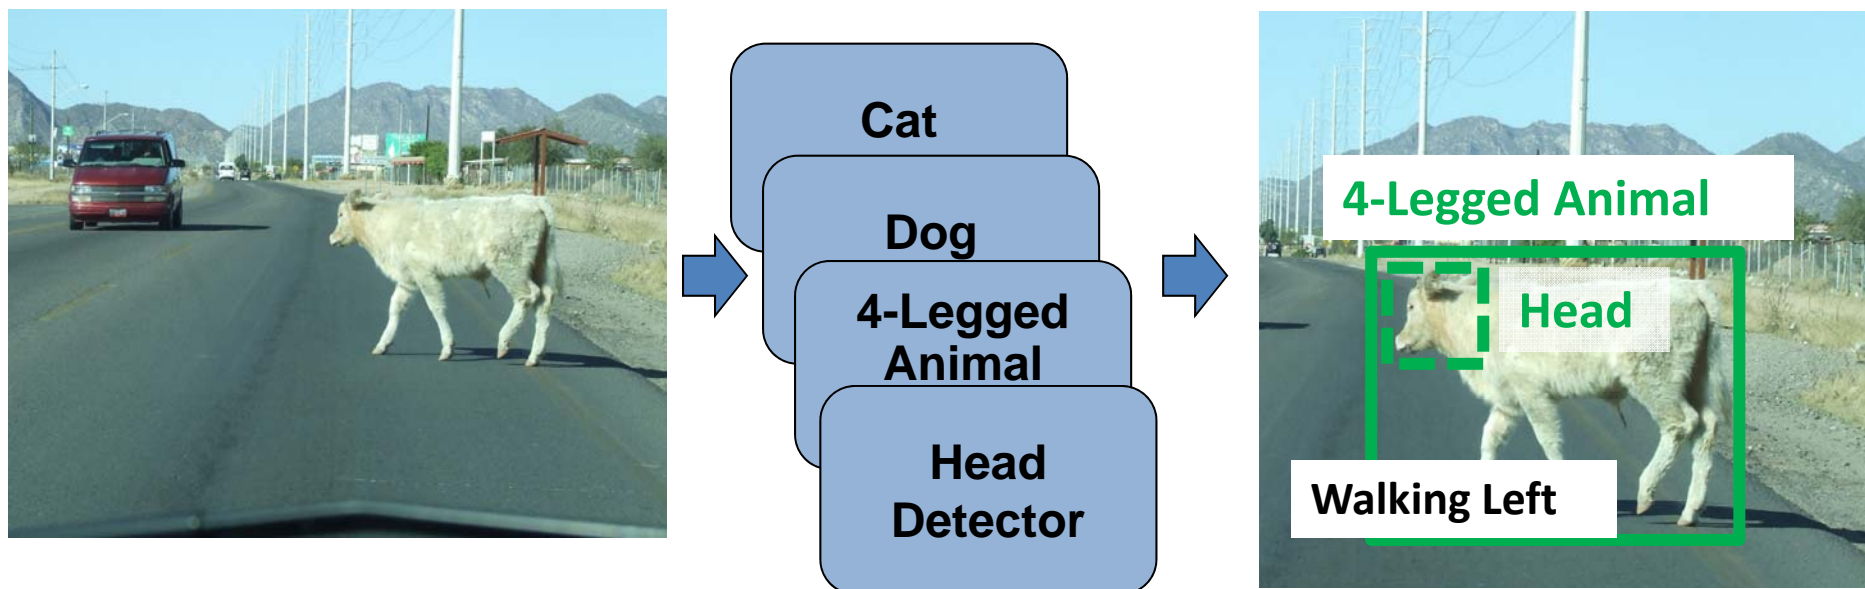 Cat
Dog
4-Legged
Animal
Head
Detector
4-Legged Animal
Head
Walking Left